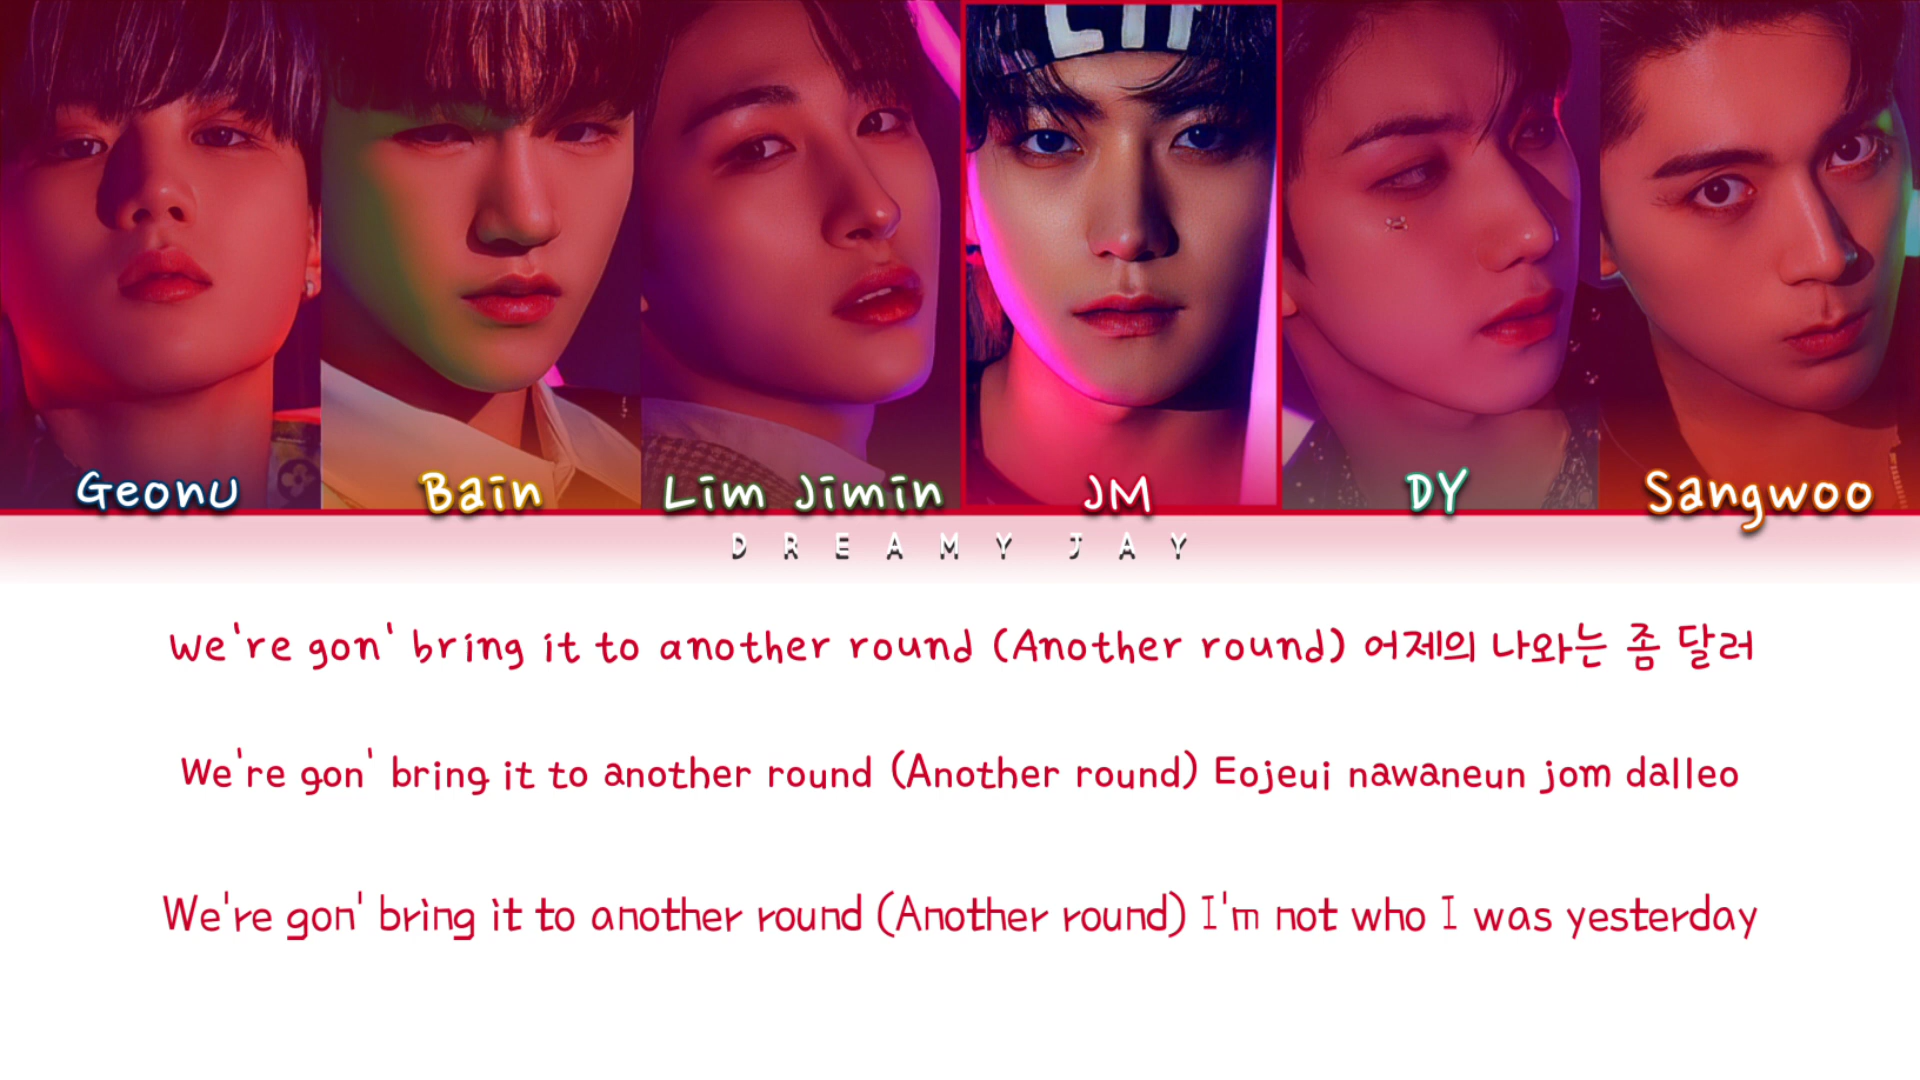 Geonu Bain Lim Jimin JM DY Sangwoo
DREAMY JAY
We're gon' bring it to another round (Another round) 어제의 나와는 좀 달러
We're gon' bring it to another round (Another round) Eojeui nawaneun jom dalleo
We're gon' bring it to another round (Another round) I'm not who I was yesterday